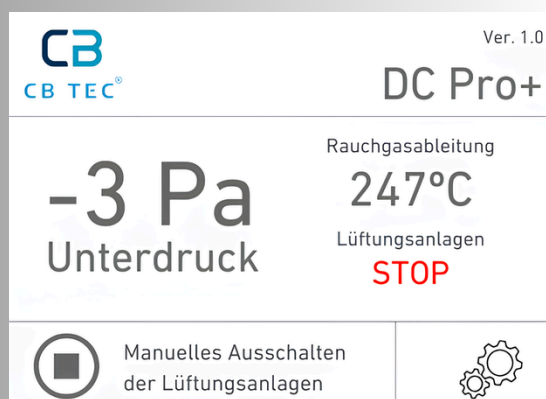 CB
CB TEC®
Ver. 1.0
DC Pro+
-3 Pa
Unterdruck
Rauchgasableitung
247°C
Lüftungsanlagen
STOP
Manuelles Ausschalten
der Lüftungsanlagen